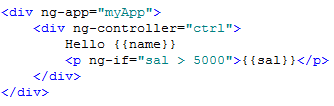 <div ng-app="myApp">
<div ng-controller="ctrl">
Hello {{name}}
<p ng-if="sal > 5000">{{sal}}</p>
</div>
</div>